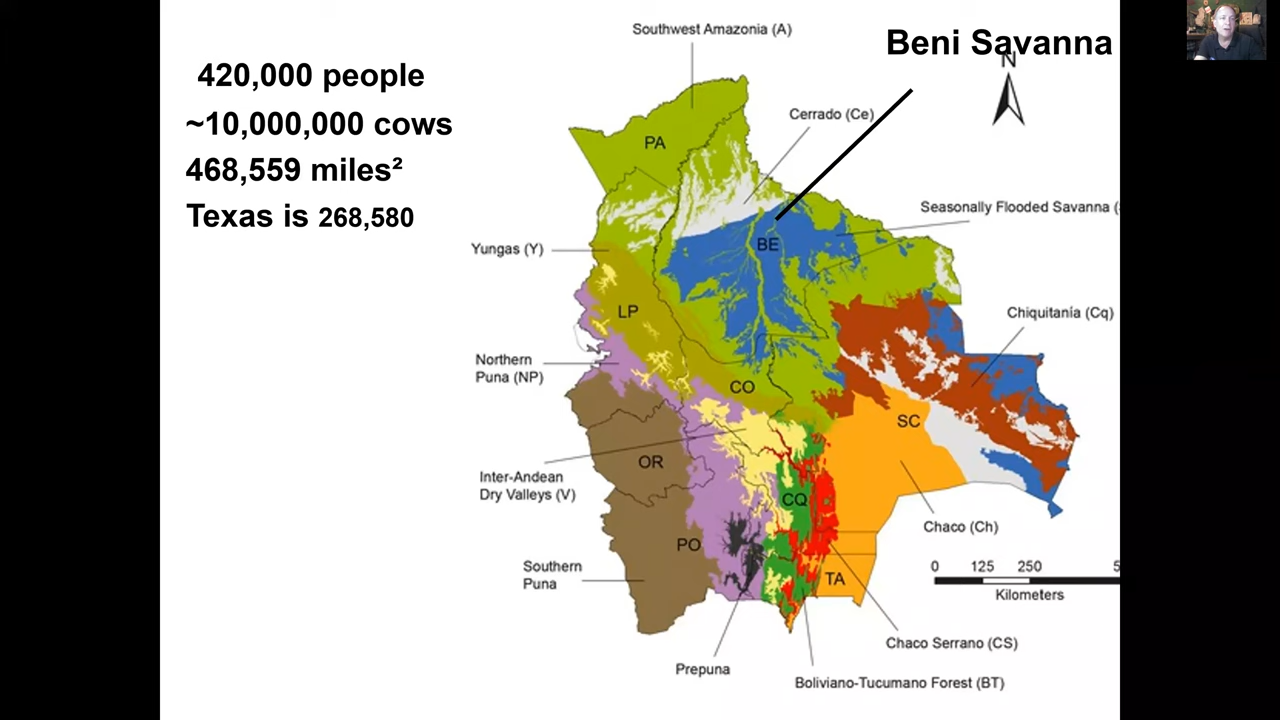 420,000 people
~10,000,000 cows
468,559 miles²
Texas is 268,580
Beni Savanna
N
Southwest Amazonia (A)
Cerrado (Ce)
PA
Seasonally Flooded Savanna (
BE
Yungas (Y)
LP
Chiquitanía (Cq)
Northern
Puna (NP)
CO
SC
OR
Inter-Andean
Dry Valleys (V)
CQ
Chaco (Ch)
PO
Southern
Puna
TA
0 125 250 5
Kilometers
Chaco Serrano (CS)
Prepuna
Boliviano-Tucumano Forest (BT)